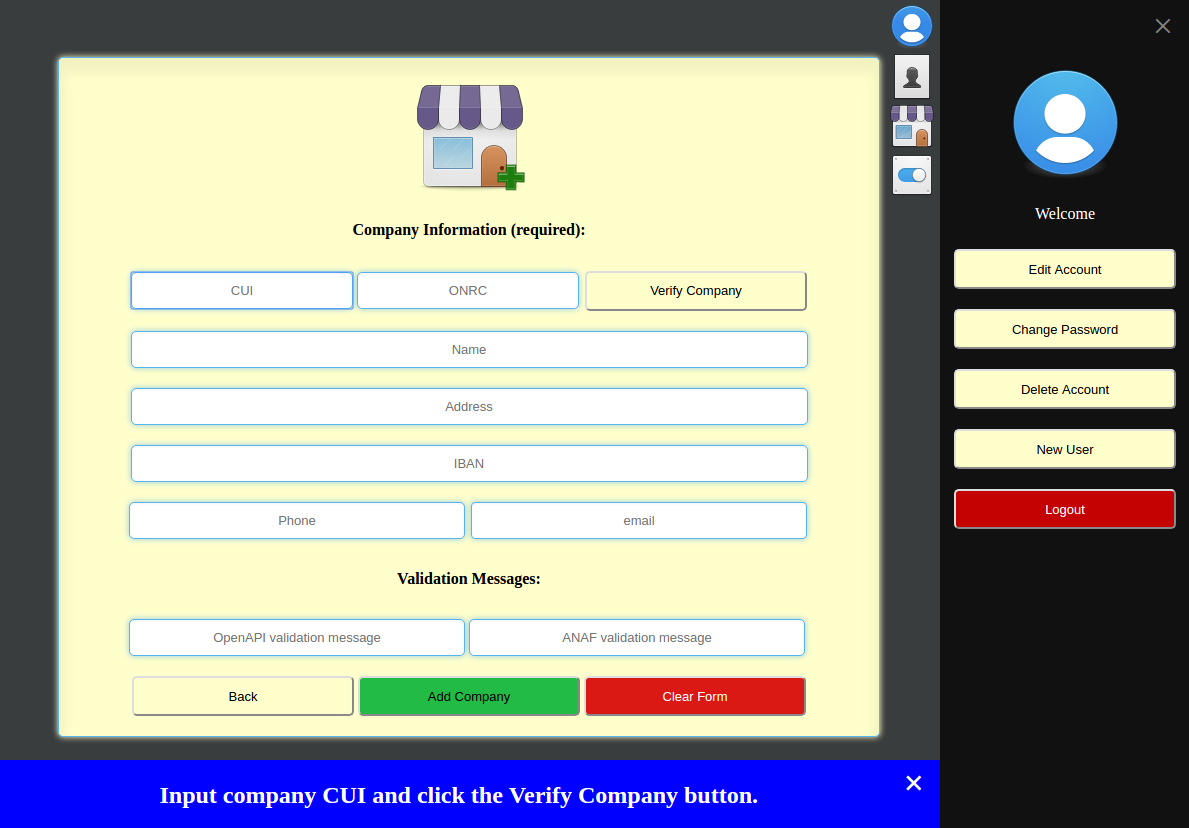 Company Information (required):
CUI
ONRC
Verify Company
Name
Address
IBAN
Phone
email
Validation Messages:
OpenAPI validation message
ANAF validation message
Back
Add Company
Clear Form
Input company CUI and click the Verify Company button.
Welcome
Edit Account
Change Password
Delete Account
New User
Logout